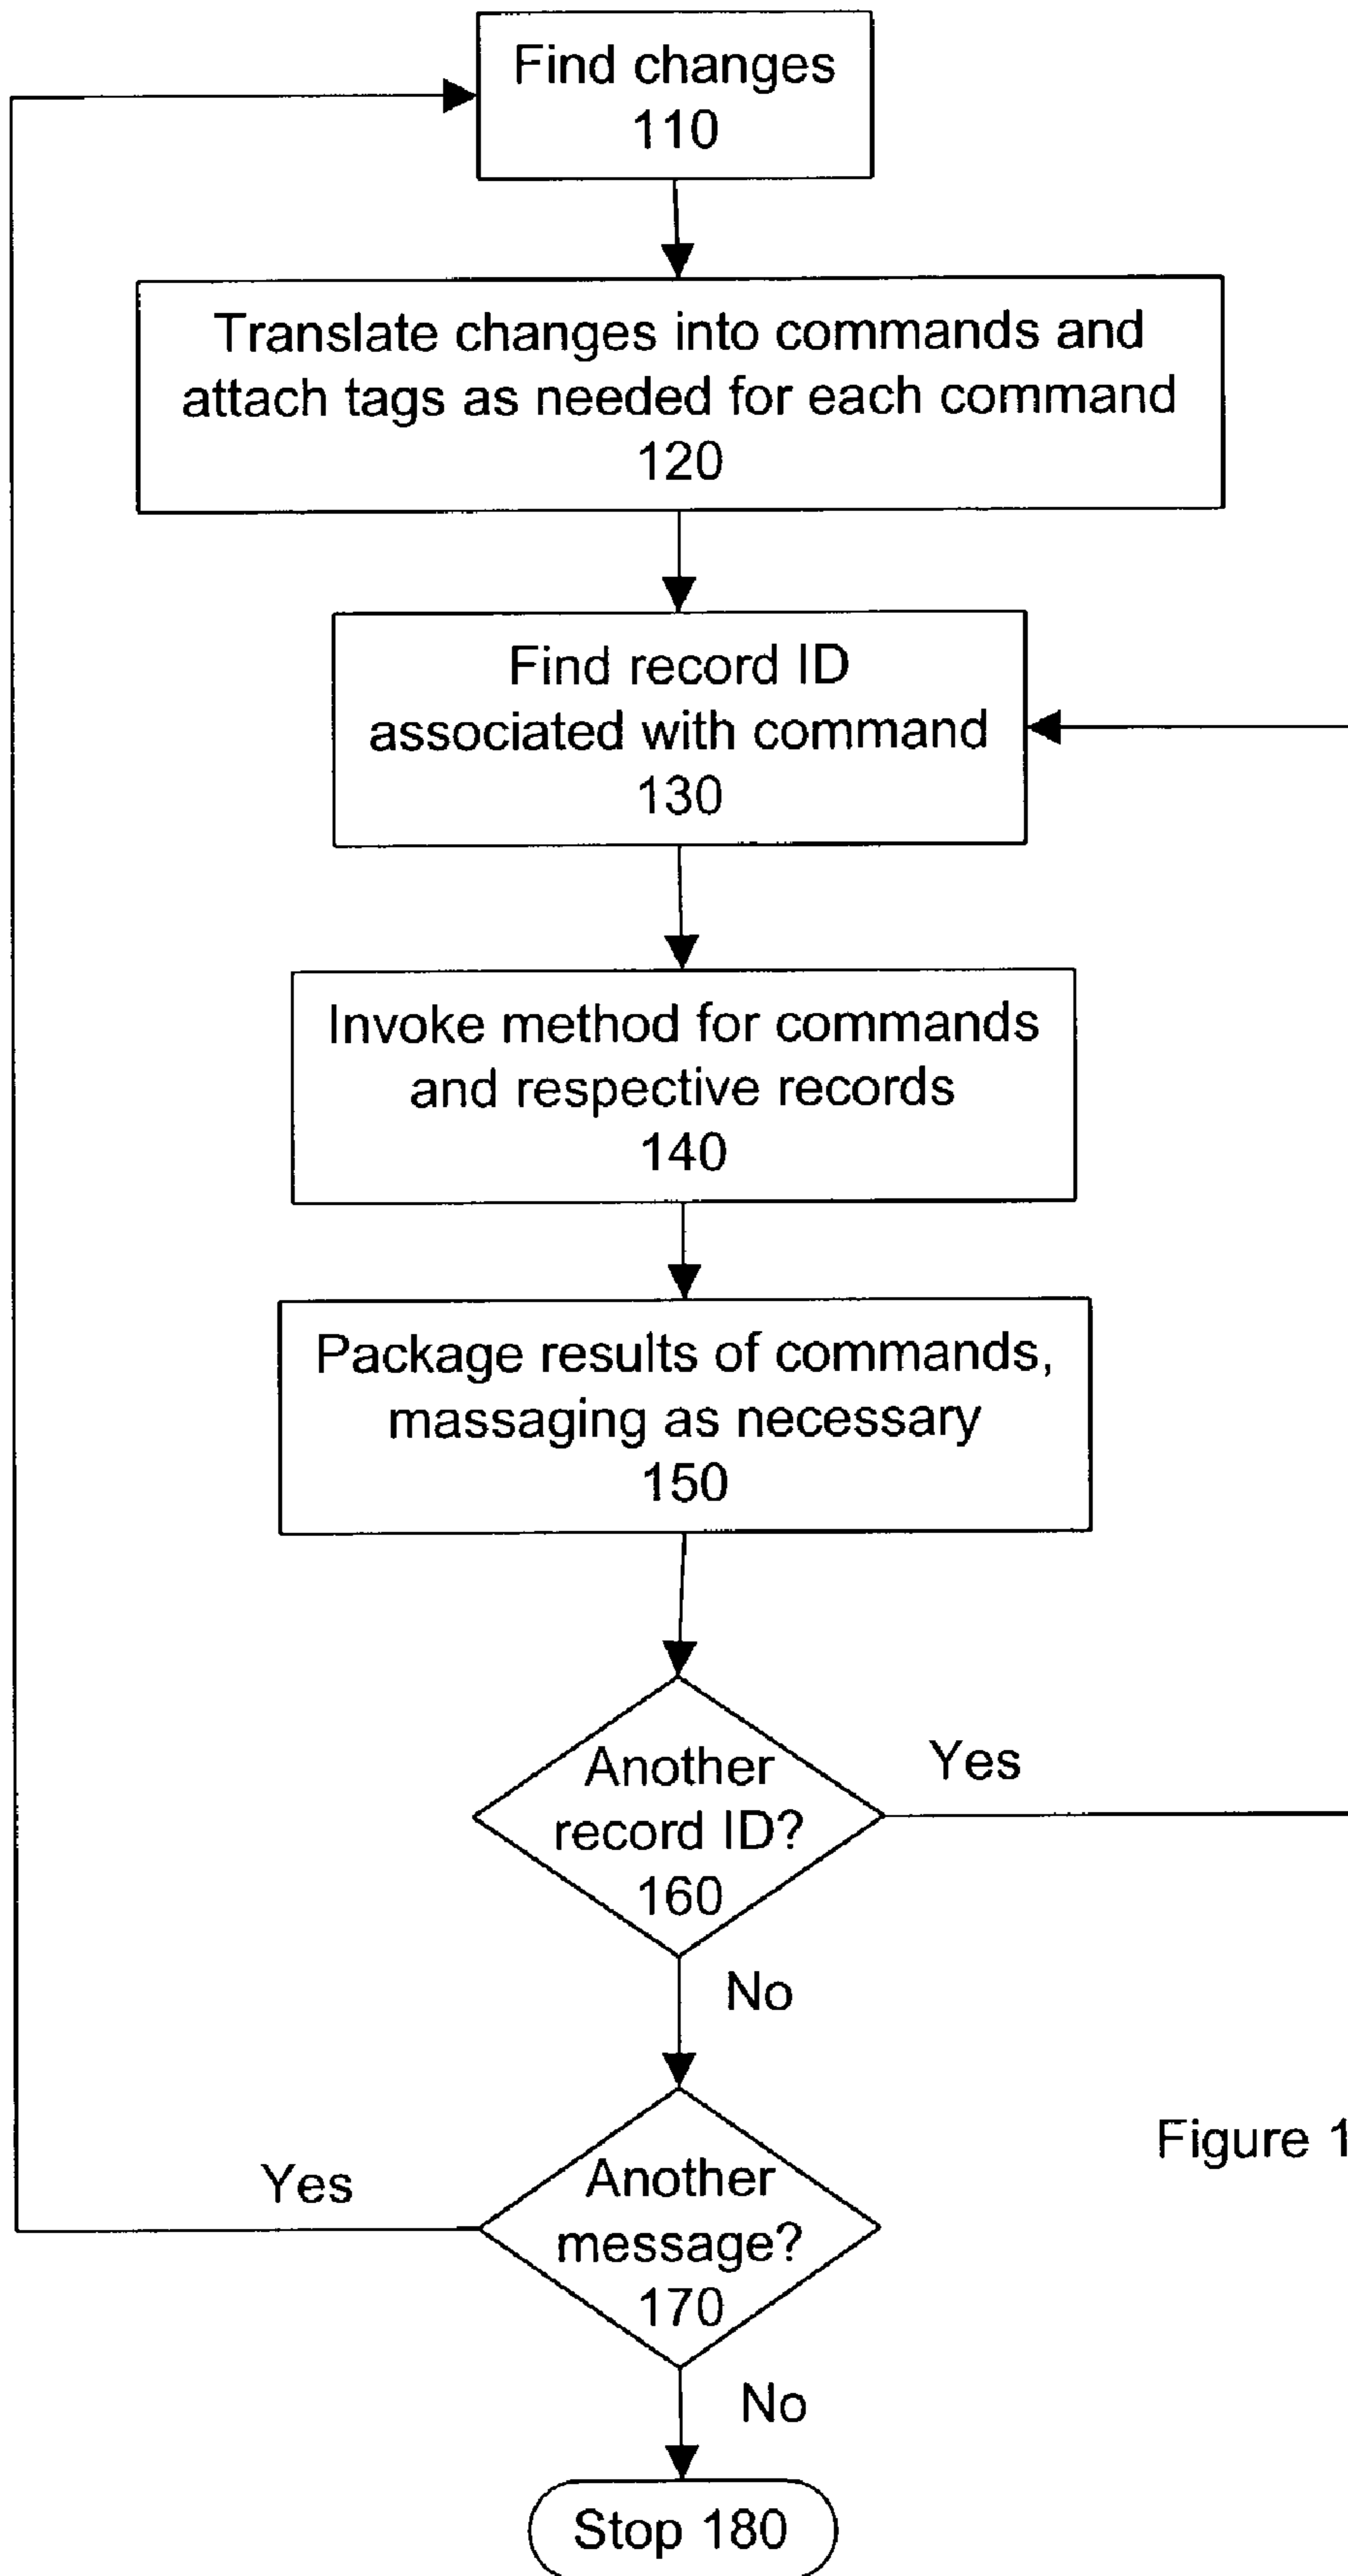 Find changes
110
Translate changes into commands and
attach tags as needed for each command
120
Find record ID
associated with command
130
Invoke method for commands
and respective records
140
Package results of commands,
massaging as necessary
150
Another
record ID?
160
Yes
No
Another
message?
170
Yes
No
Figure 1
Stop 180